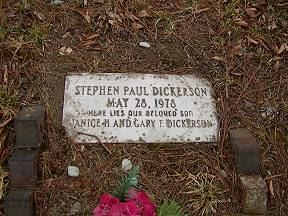 STEPHEN PAUL DICKERSON
MAY 28, 1978
HERE LIES OUR BELOVED SON
JANICE H. AND GARY F. DICKERSON